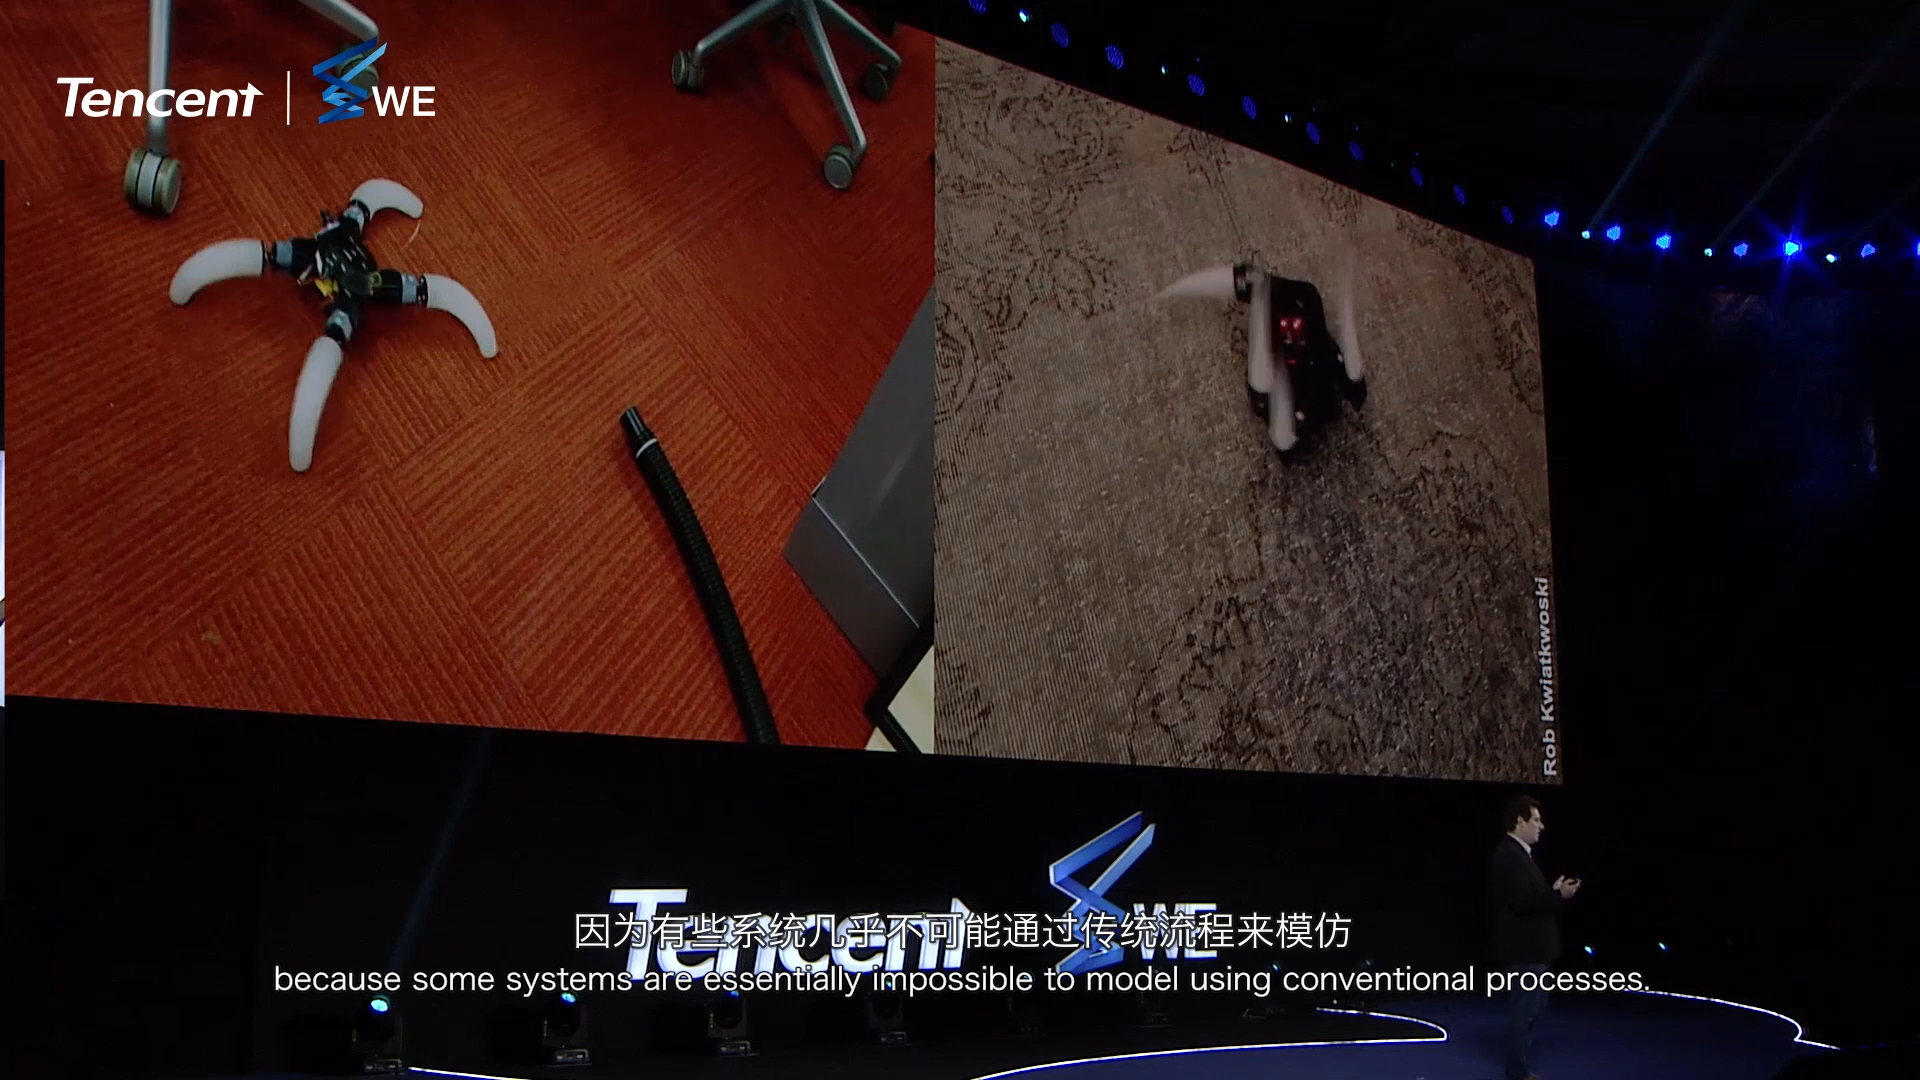 Tencent | WE
Rob Kwiatkwoski
Tencent WE
因为有些系统几乎不可能通过传统流程来模仿
because some systems are essentially impossible to model using conventional processes.